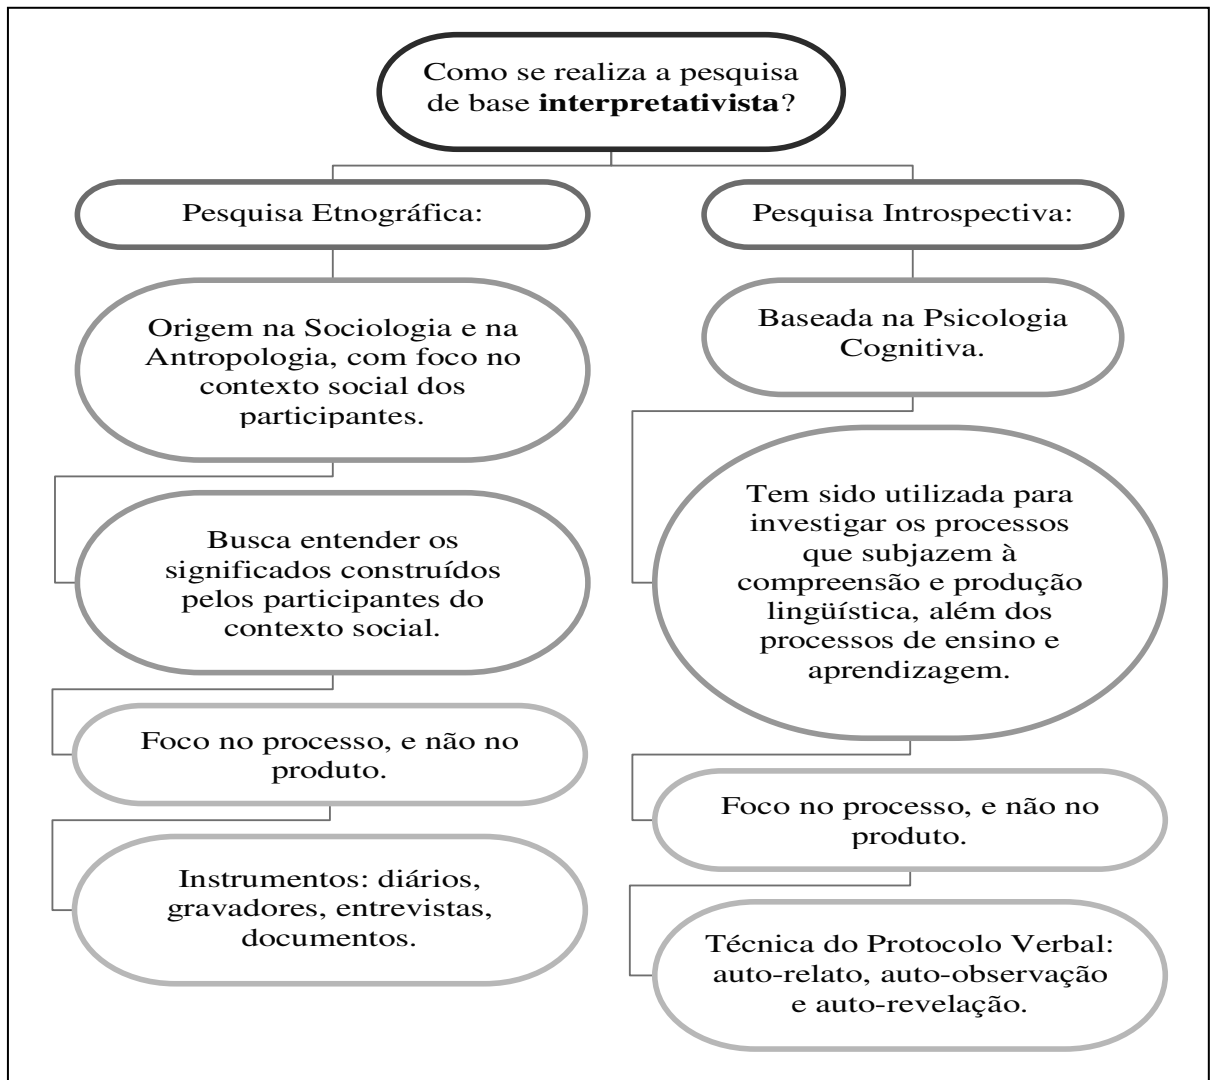 Como se realiza a pesquisa
de base interpretativista?
Pesquisa Etnográfica:
Origem na Sociologia e na
Antropologia, com foco no
contexto social dos
participantes.
Busca entender os
significados construídos
pelos participantes do
contexto social.
Foco no processo, e não no
produto.
Instrumentos: diários,
gravadores, entrevistas,
documentos.
Pesquisa Introspectiva:
Baseada na Psicologia
Cognitiva.
Tem sido utilizada para
investigar os processos
que subjazem à
compreensão e produção
lingüística, além dos
processos de ensino e
aprendizagem.
Foco no processo, e não no
produto.
Técnica do Protocolo Verbal:
auto-relato, auto-observação
e auto-revelação.